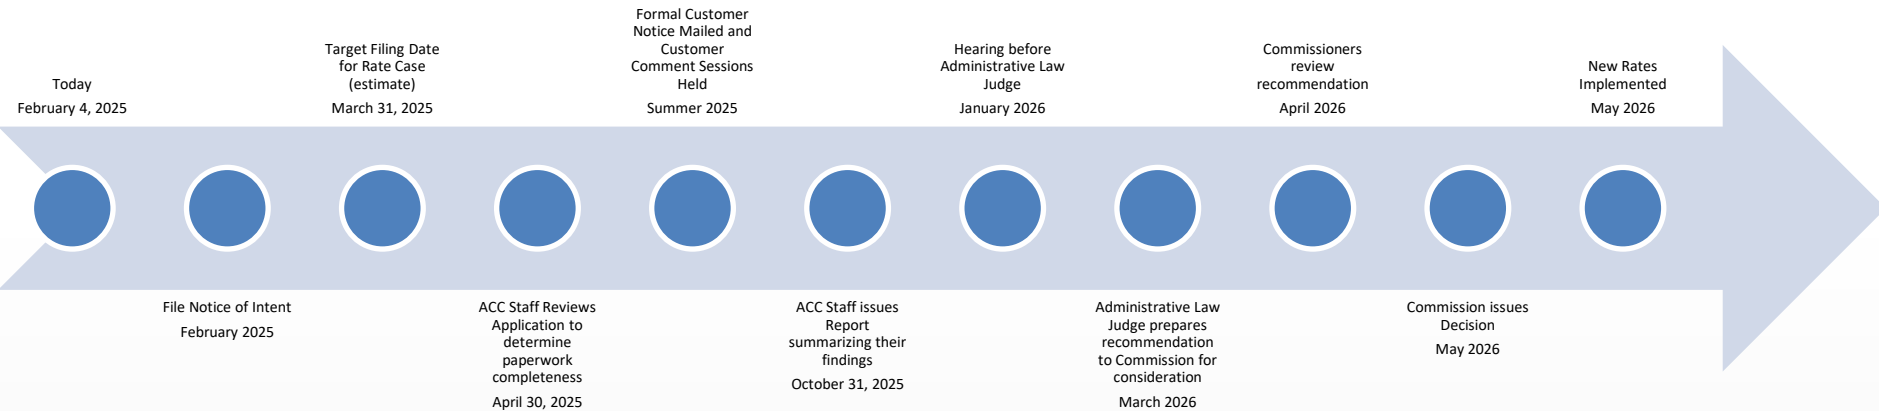 Today
February 4, 2025
File Notice of Intent
February 2025
Target Filing Date
for Rate Case
(estimate)
March 31, 2025
ACC Staff Reviews
Application to
determine
paperwork
completeness
April 30, 2025
Formal Customer
Notice Mailed and
Customer
Comment Sessions
Held
Summer 2025
ACC Staff issues
Report
summarizing their
findings
October 31, 2025
Hearing before
Administrative Law
Judge
January 2026
Administrative Law
Judge prepares
recommendation
to Commission for
consideration
March 2026
Commissioners
review
recommendation
April 2026
Commission issues
Decision
May 2026
New Rates
Implemented
May 2026